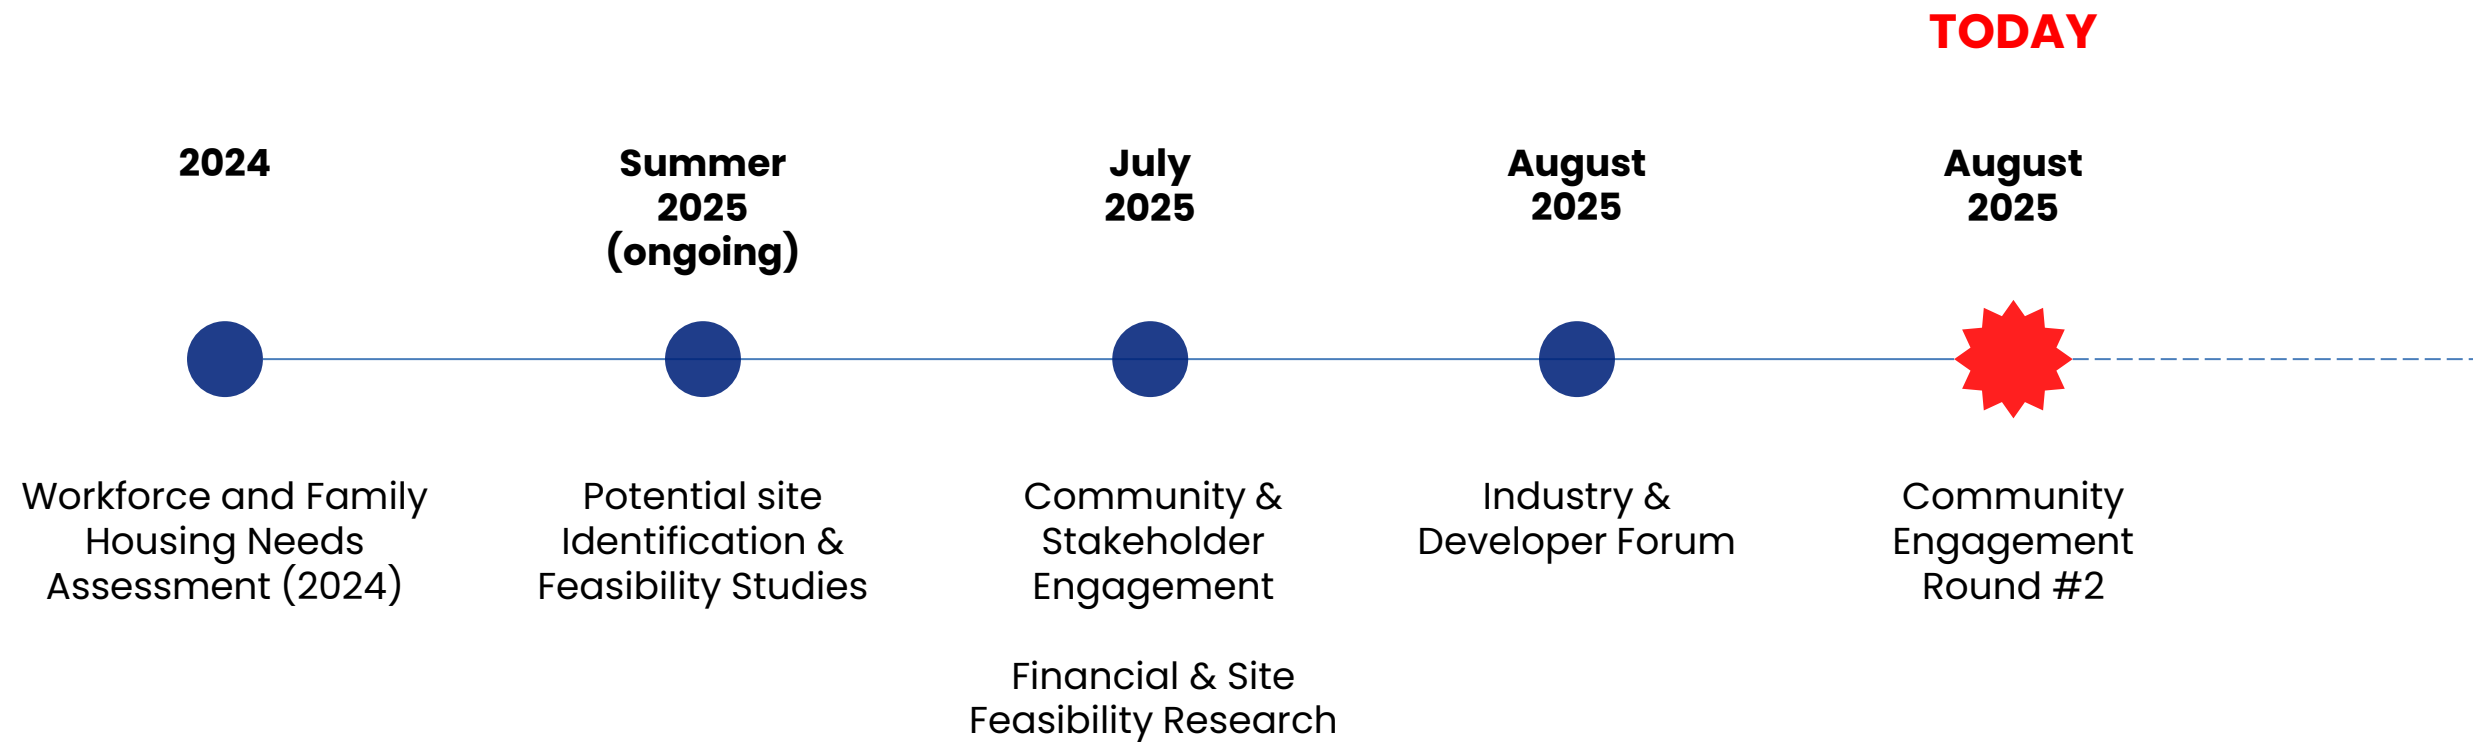 TODAY
2024
Summer
2025
(ongoing)
July
2025
August
2025
August
2025
Workforce and Family
Housing Needs
Assessment (2024)
Potential site
Identification &
Feasibility Studies
Community &
Stakeholder
Engagement
Financial & Site
Feasibility Research
Industry &
Developer Forum
Community
Engagement
Round #2